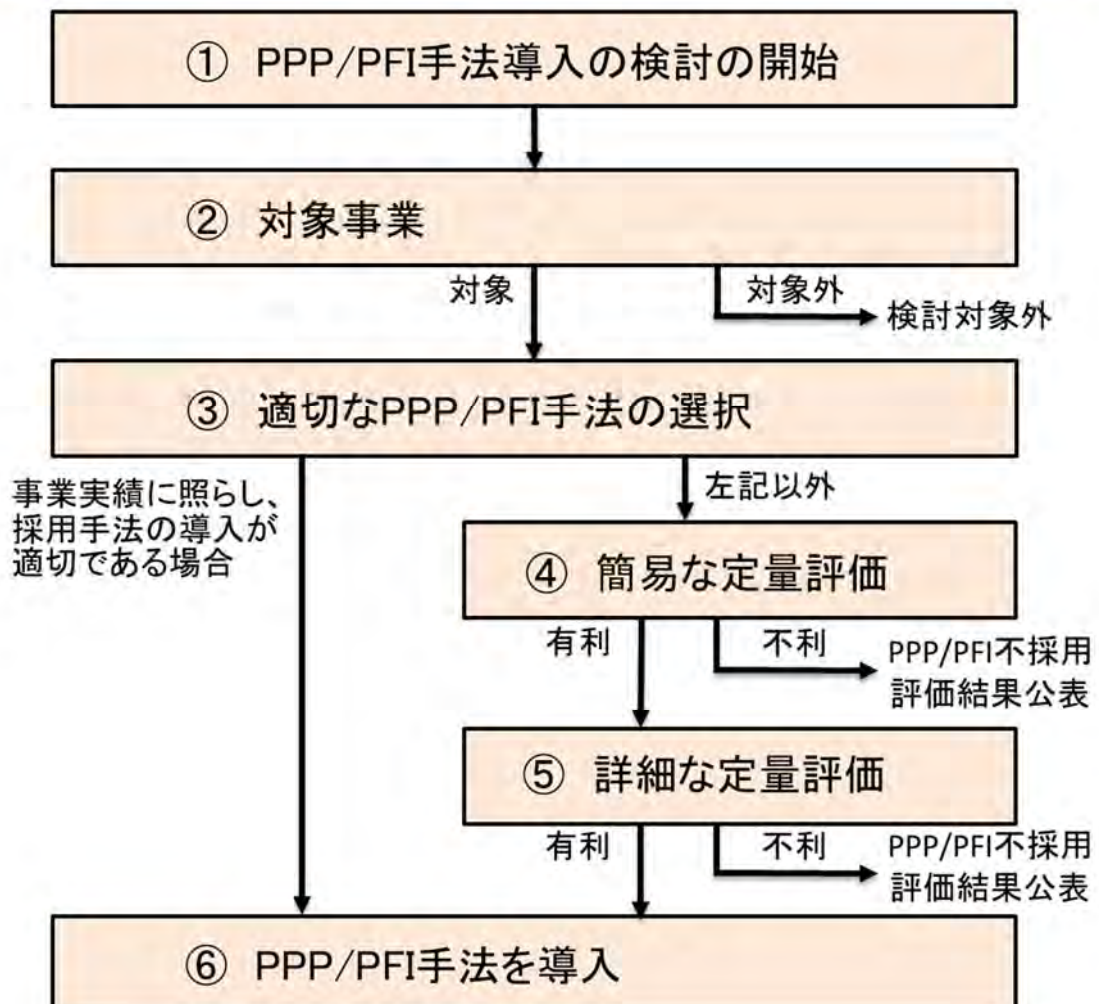 ① PPP/PFI手法導入の検討の開始
② 対象事業
対象
対象外
検討対象外
③ 適切なPPP/PFI手法の選択
事業実績に照らし、
採用手法の導入が
適切である場合
左記以外
④ 簡易な定量評価
有利
不利
PPP/PFI不採用
評価結果公表
⑤ 詳細な定量評価
有利
不利
PPP/PFI不採用
評価結果公表
⑥ PPP/PFI手法を導入